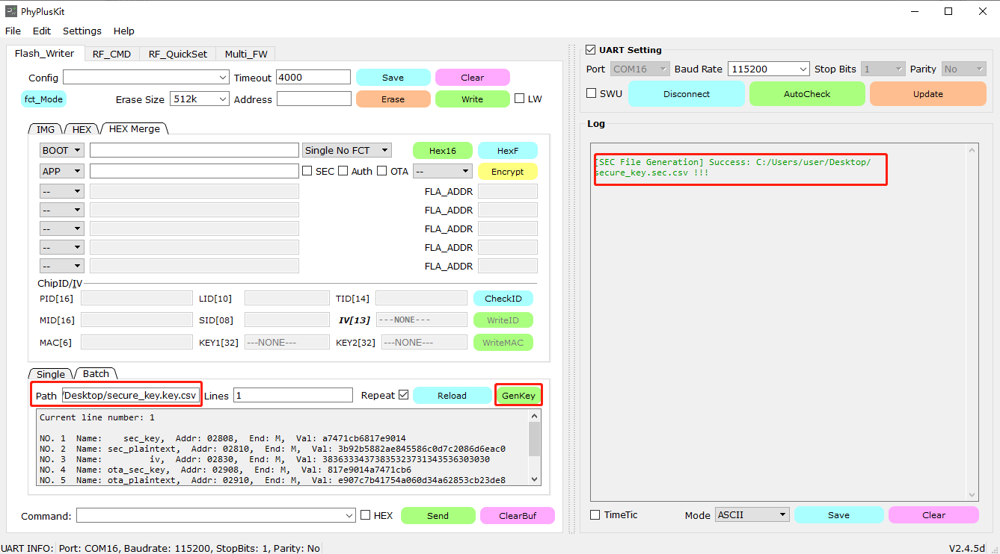 PhyPlusKit
File Edit Settings Help
Flash_Writer RF_CMD RF_QuickSet Multi_FW
Config Timeout 4000 Save Clear
fct_Mode Erase Size 512k Address Erase Write LW
IMG HEX HEX Merge
BOOT Single No FCT Hex16 HexF
APP SEC Auth OTA -- Encrypt
-- FLA_ADDR
-- FLA_ADDR
-- FLA_ADDR
-- FLA_ADDR
-- FLA_ADDR
ChipID/IV
PID[16] LID[10] TID[14] CheckID
MID[16] SID[08] IV[13] ---NONE--- WriteID
MAC[6] KEY1[32] ---NONE--- KEY2[32] ---NONE--- WriteMAC
Single Batch
Path /Desktop/secure_key.key.csv Lines 1 Repeat Reload GenKey
Current line number: 1
NO. 1 Name: sec_key, Addr: 02808, End: M, Val: a7471cb6817e9014
NO. 2 Name: sec_plaintext, Addr: 02810, End: M, Val: 3b92b5882ae845586c0d7c2086d6eac0
NO. 3 Name: iv, Addr: 02830, End: M, Val: 38363334373835323731343536303030
NO. 4 Name: ota_sec_key, Addr: 02908, End: M, Val: 817e9014a7471cb6
NO. 5 Name: ota_plaintext, Addr: 02910, End: M, Val: e907c7b41754a060d34a62853cb23de8
Command: HEX Send ClearBuf
UART Setting
Port COM16 Baud Rate 115200 Stop Bits 1 Parity No
SWU Disconnect AutoCheck Update
Log
[SEC File Generation] Success: C:/Users/user/Desktop/
secure_key.sec.csv !!!
TimeTic Mode ASCII Save Clear
UART INFO: Port: COM16, Baudrate: 115200, StopBits: 1, Parity: No V2.4.5d